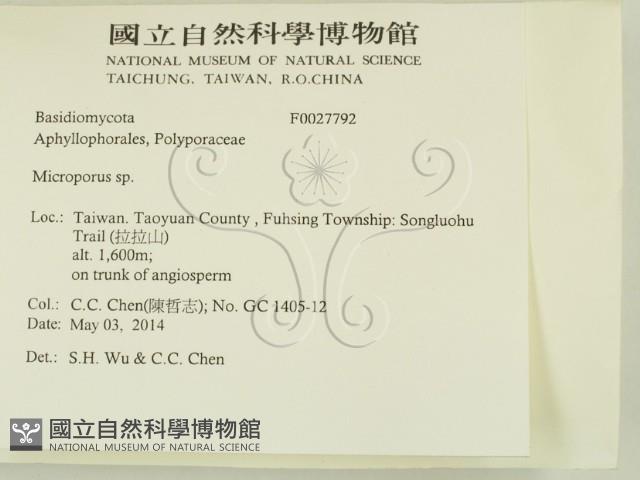 國立自然科學博物館
NATIONAL MUSEUM OF NATURAL SCIENCE
TAICHUNG, TAIWAN, R.O.CHINA
Basidiomycota F0027792
Aphyllophorales, Polyporaceae
Microporus sp.
Loc.: Taiwan. Taoyuan County , Fuhsing Township: Songluohu
Trail (拉拉山)
alt. 1,600m;
on trunk of angiosperm
Col.: C.C. Chen(陳哲志); No. GC 1405-12
Date: May 03, 2014
Det.: S.H. Wu & C.C. Chen
國立自然科學博物館
NATIONAL MUSEUM OF NATURAL SCIENCE